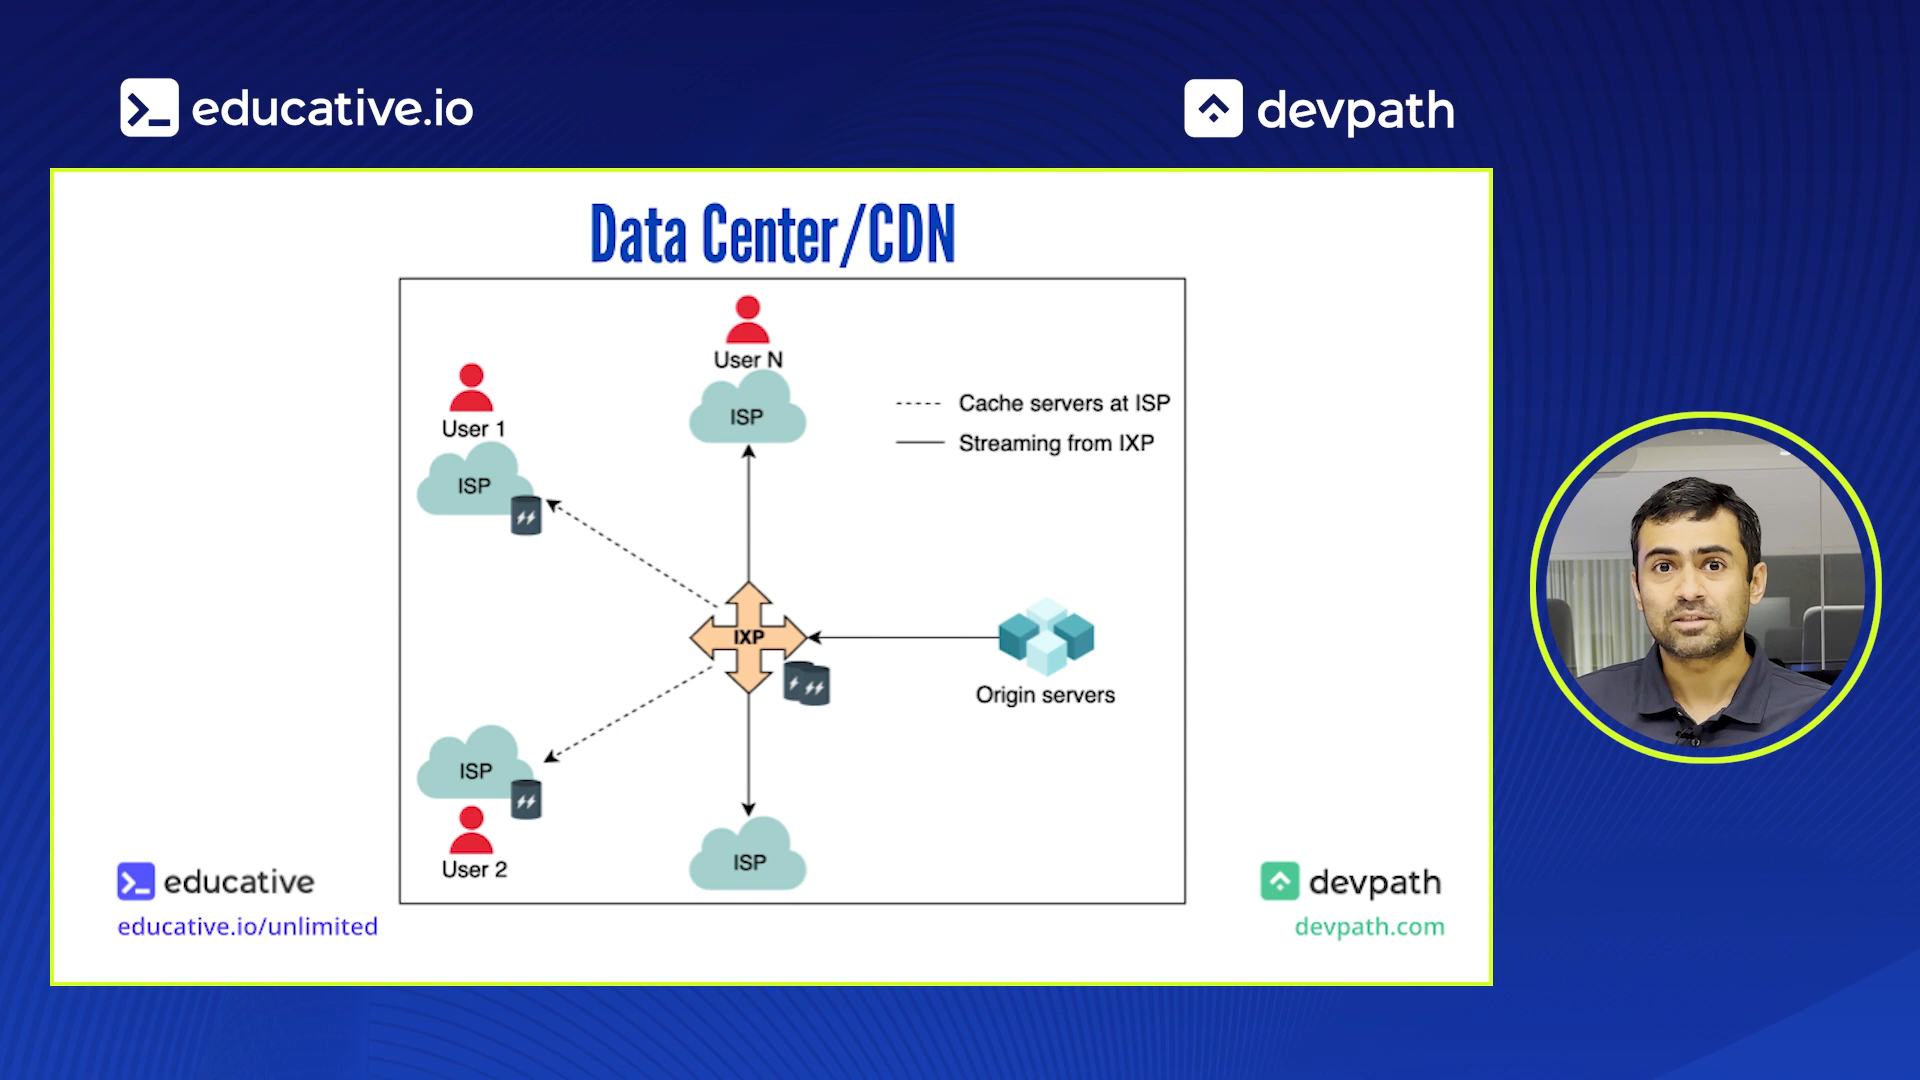 educative.io
devpath
Data Center/CDN
User N
ISP
Cache servers at ISP
Streaming from IXP
User 1
ISP
IXP
Origin servers
ISP
User 2
ISP
educative
educative.io/unlimited
devpath
devpath.com